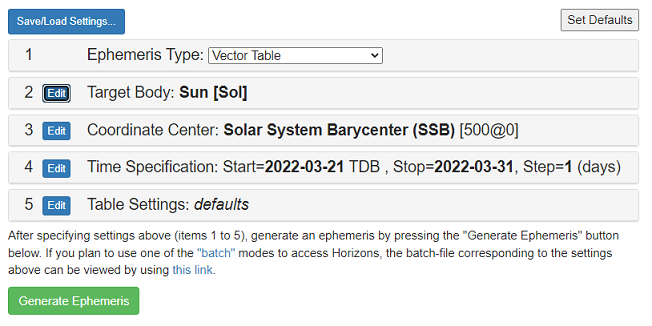 Save/Load Settings...
Set Defaults
1 Ephemeris Type: Vector Table
2 Edit Target Body: Sun [Sol]
3 Edit Coordinate Center: Solar System Barycenter (SSB) [500@0]
4 Edit Time Specification: Start=2022-03-21 TDB , Stop=2022-03-31, Step=1 (days)
5 Edit Table Settings: defaults
After specifying settings above (items 1 to 5), generate an ephemeris by pressing the "Generate Ephemeris" button
below. If you plan to use one of the "batch" modes to access Horizons, the batch-file corresponding to the settings
above can be viewed by using this link.
Generate Ephemeris